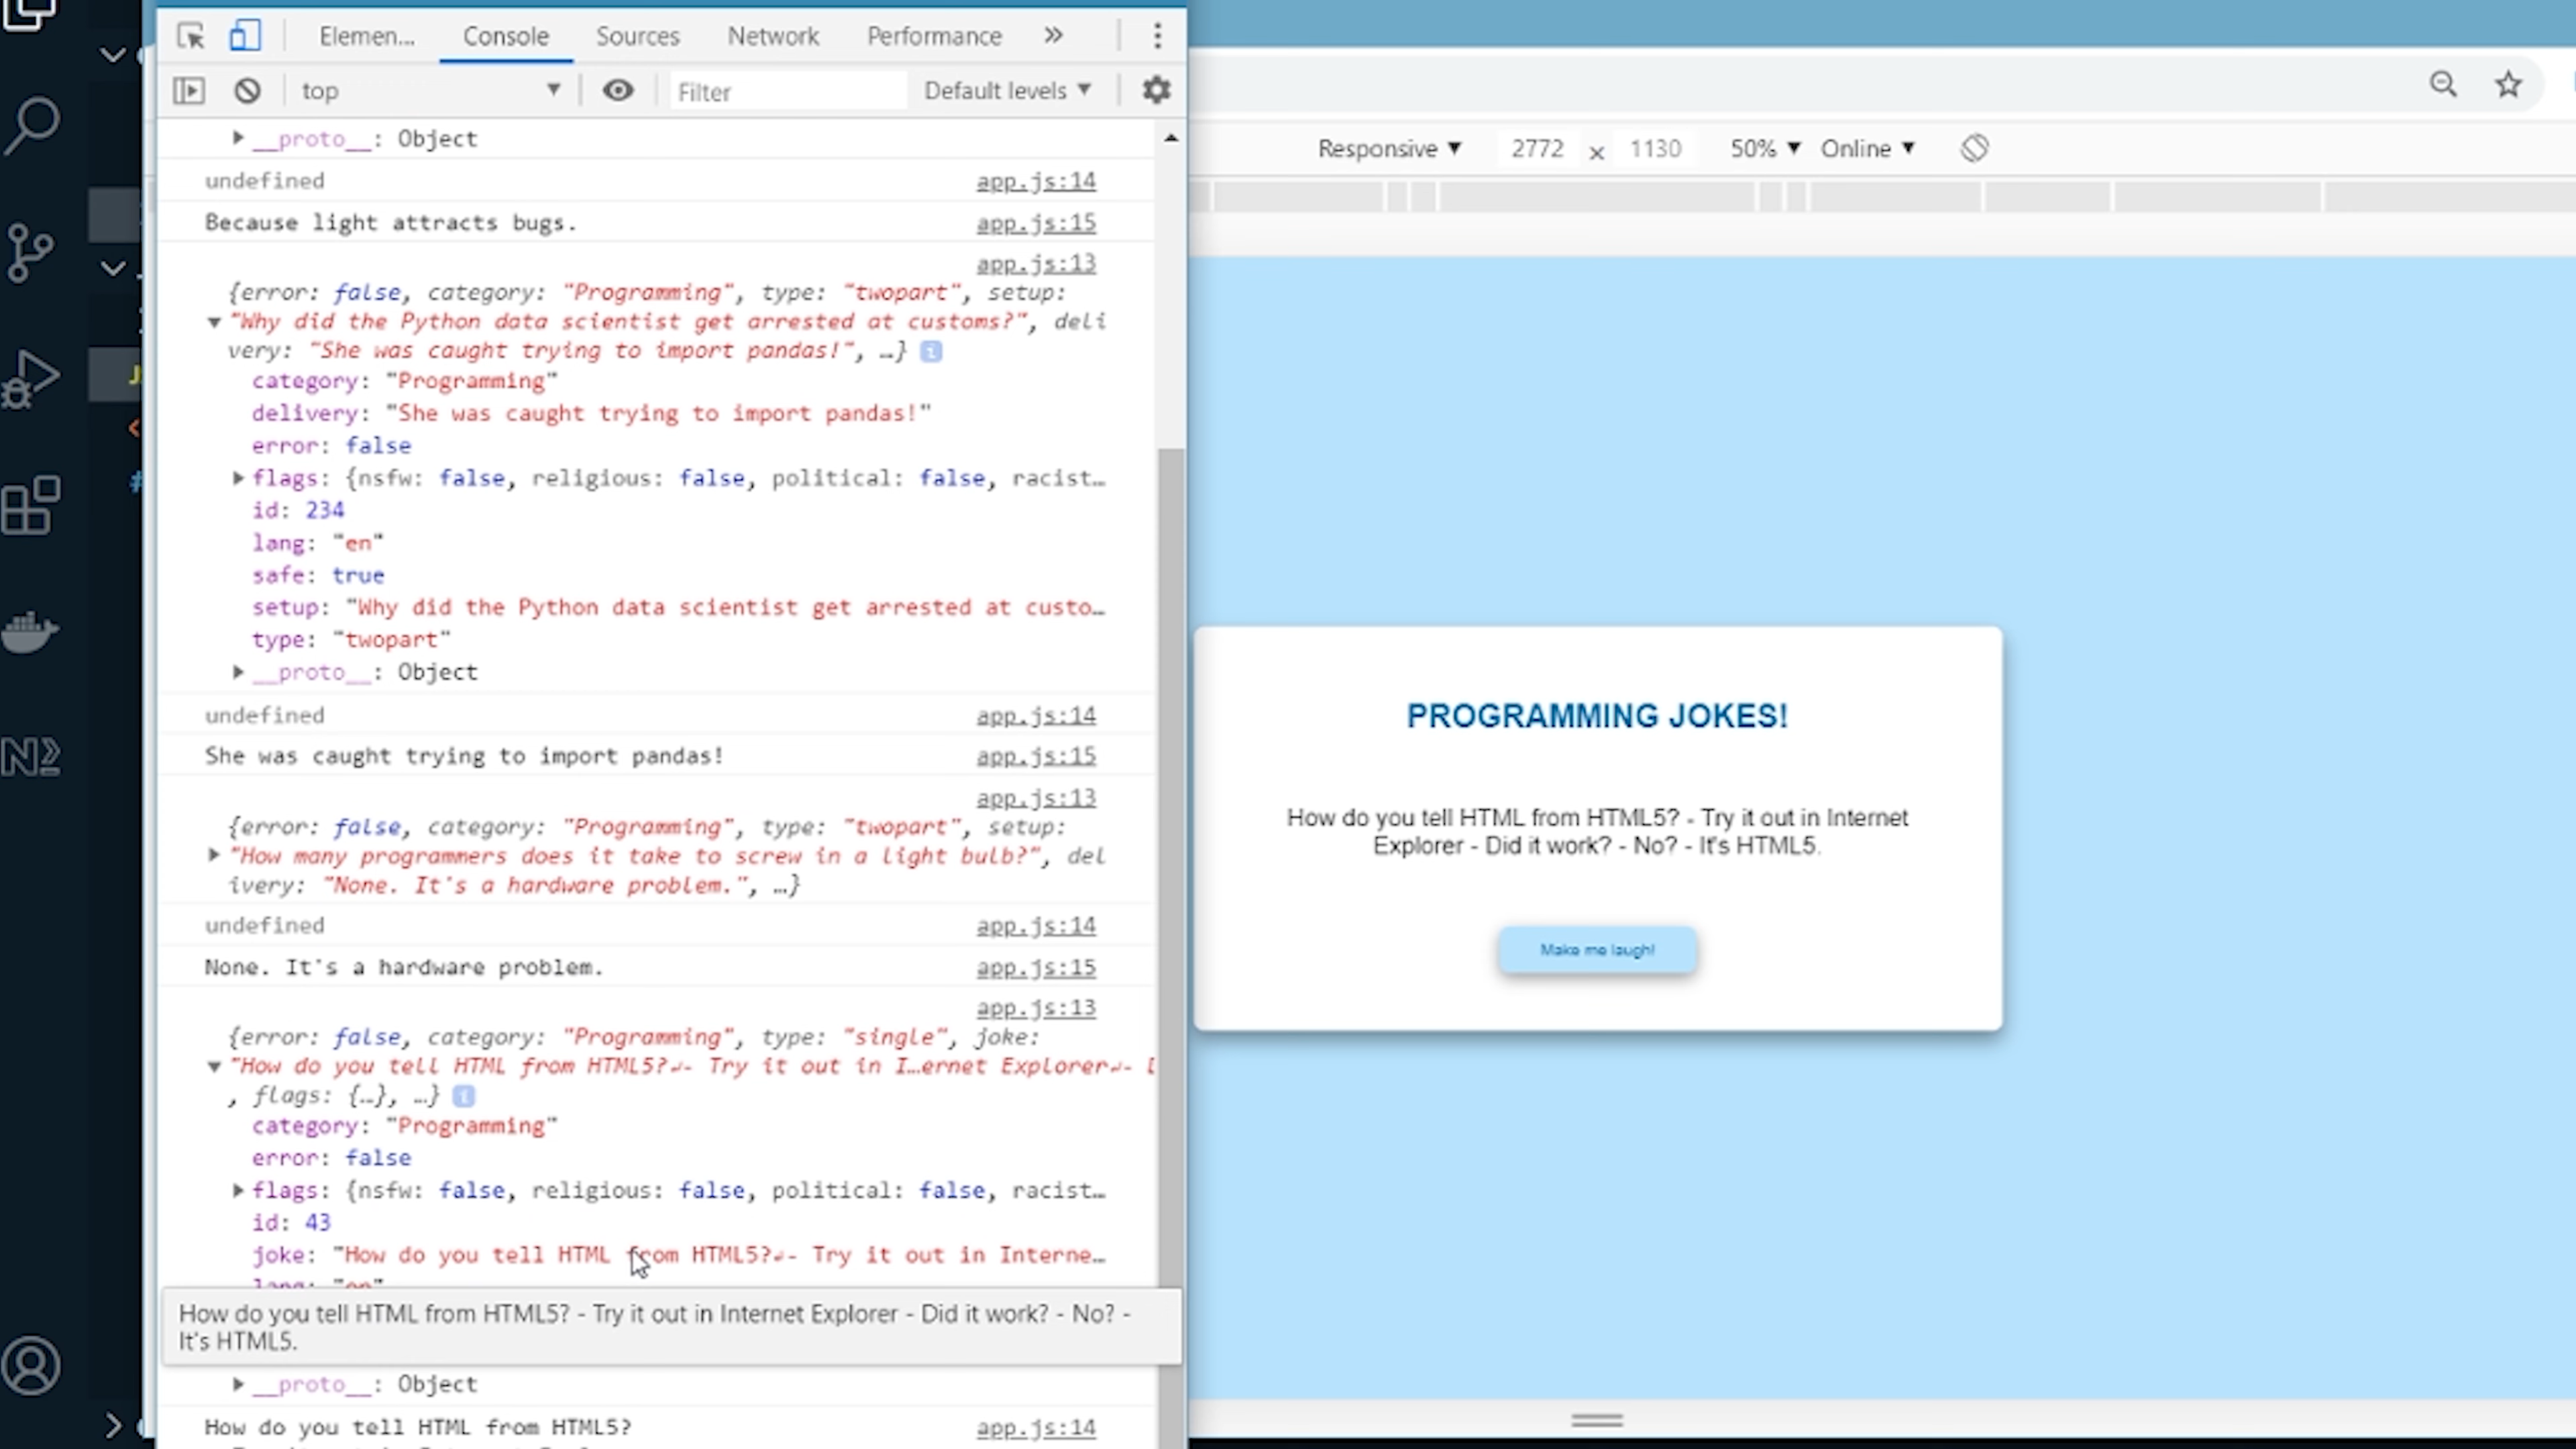 Elemen... Console Sources Network Performance »
top Filter Default levels
__proto__: Object
undefined app.js:14
Because light attracts bugs. app.js:15
app.js:13
{error: false, category: "Programming", type: "twopart", setup:
"Why did the Python data scientist get arrested at customs?", deli
very: "She was caught trying to import pandas!", …}
category: "Programming"
delivery: "She was caught trying to import pandas!"
error: false
flags: {nsfw: false, religious: false, political: false, racist…
id: 234
lang: "en"
safe: true
setup: "Why did the Python data scientist get arrested at custo…
type: "twopart"
__proto__: Object
undefined app.js:14
She was caught trying to import pandas! app.js:15
app.js:13
{error: false, category: "Programming", type: "twopart", setup:
"How many programmers does it take to screw in a light bulb?", del
ivery: "None. It's a hardware problem.", …}
undefined app.js:14
None. It's a hardware problem. app.js:15
app.js:13
{error: false, category: "Programming", type: "single", joke:
"How do you tell HTML from HTML5?↵- Try it out in I…ernet Explorer↵-
, flags: {…}, …}
category: "Programming"
error: false
flags: {nsfw: false, religious: false, political: false, racist…
id: 43
joke: "How do you tell HTML from HTML5?↵- Try it out in Interne…
lang: "en"
How do you tell HTML from HTML5? - Try it out in Internet Explorer - Did it work? - No? -
It's HTML5.
__proto__: Object
How do you tell HTML from HTML5? app.js:14
Responsive 2772 x 1130 50% Online
PROGRAMMING JOKES!
How do you tell HTML from HTML5? - Try it out in Internet
Explorer - Did it work? - No? - It's HTML5.
Make me laugh!